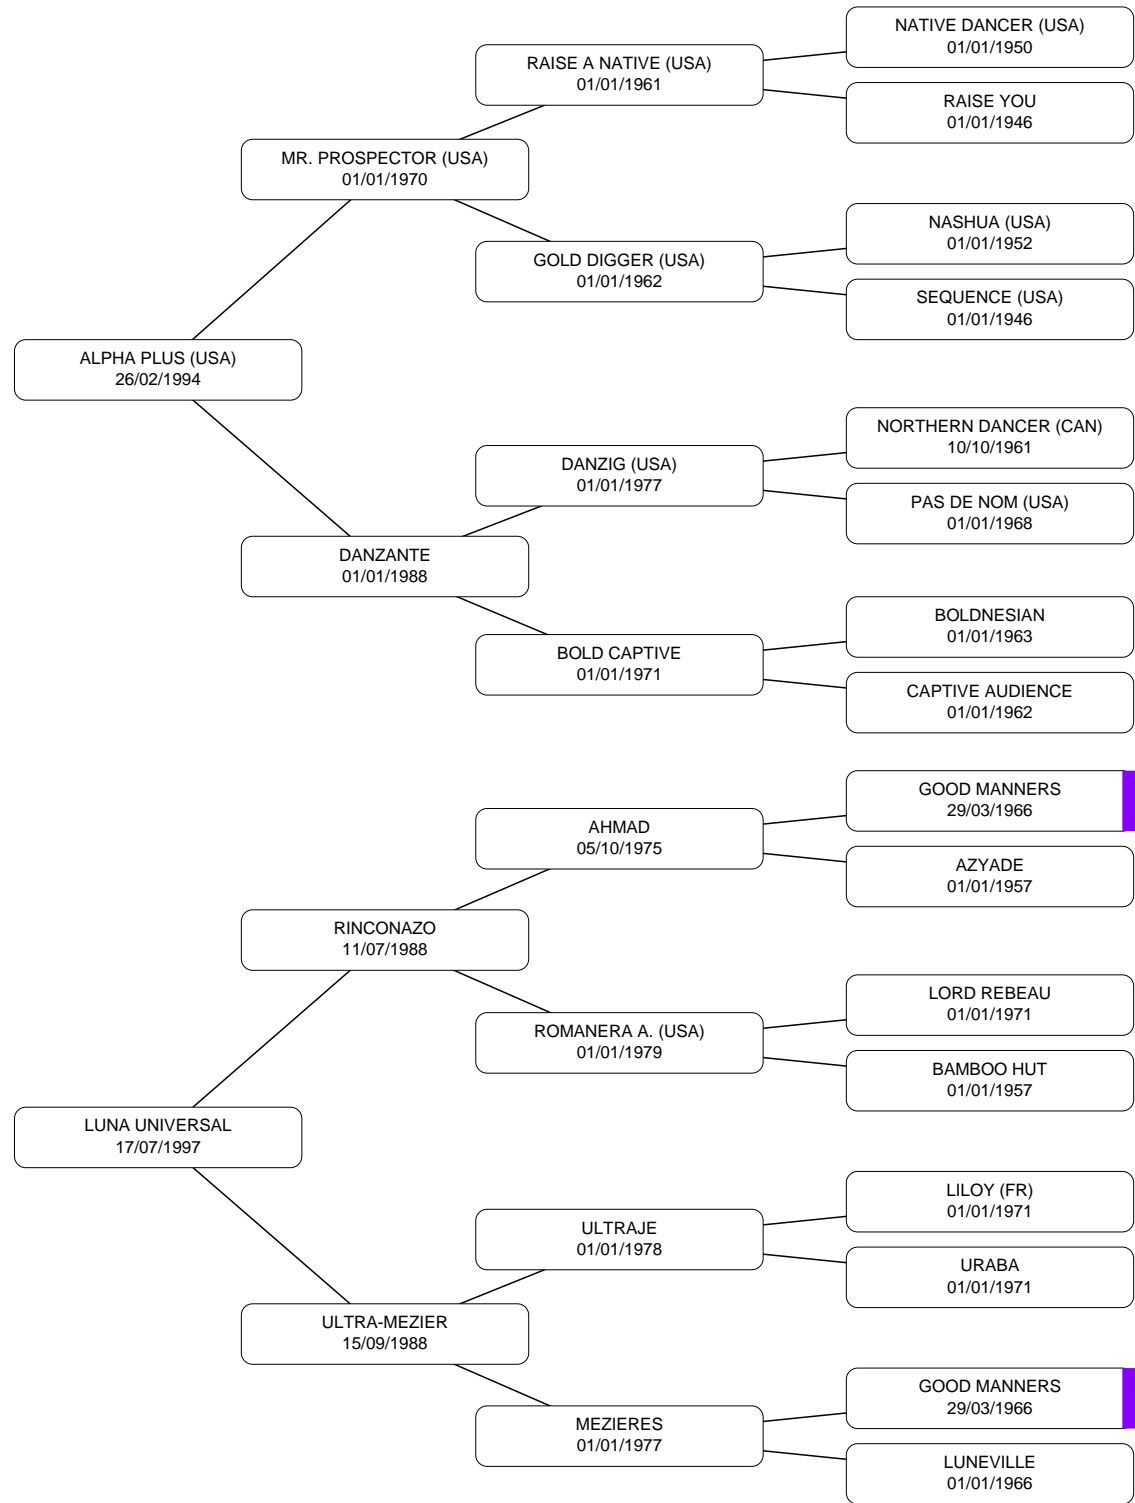 NATIVE DANCER (USA)
01/01/1950
RAISE A NATIVE (USA)
01/01/1961
RAISE YOU
01/01/1946
MR. PROSPECTOR (USA)
01/01/1970
NASHUA (USA)
01/01/1952
GOLD DIGGER (USA)
01/01/1962
SEQUENCE (USA)
01/01/1946
ALPHA PLUS (USA)
26/02/1994
NORTHERN DANCER (CAN)
10/10/1961
DANZIG (USA)
01/01/1977
PAS DE NOM (USA)
01/01/1968
DANZANTE
01/01/1988
BOLDNESIAN
01/01/1963
BOLD CAPTIVE
01/01/1971
CAPTIVE AUDIENCE
01/01/1962
GOOD MANNERS
29/03/1966
AHMAD
05/10/1975
AZYADE
01/01/1957
RINCONAZO
11/07/1988
LORD REBEAU
01/01/1971
ROMANERA A. (USA)
01/01/1979
BAMBOO HUT
01/01/1957
LUNA UNIVERSAL
17/07/1997
LILOY (FR)
01/01/1971
ULTRAJE
01/01/1978
URABA
01/01/1971
ULTRA-MEZIER
15/09/1988
GOOD MANNERS
29/03/1966
MEZIERES
01/01/1977
LUNEVILLE
01/01/1966